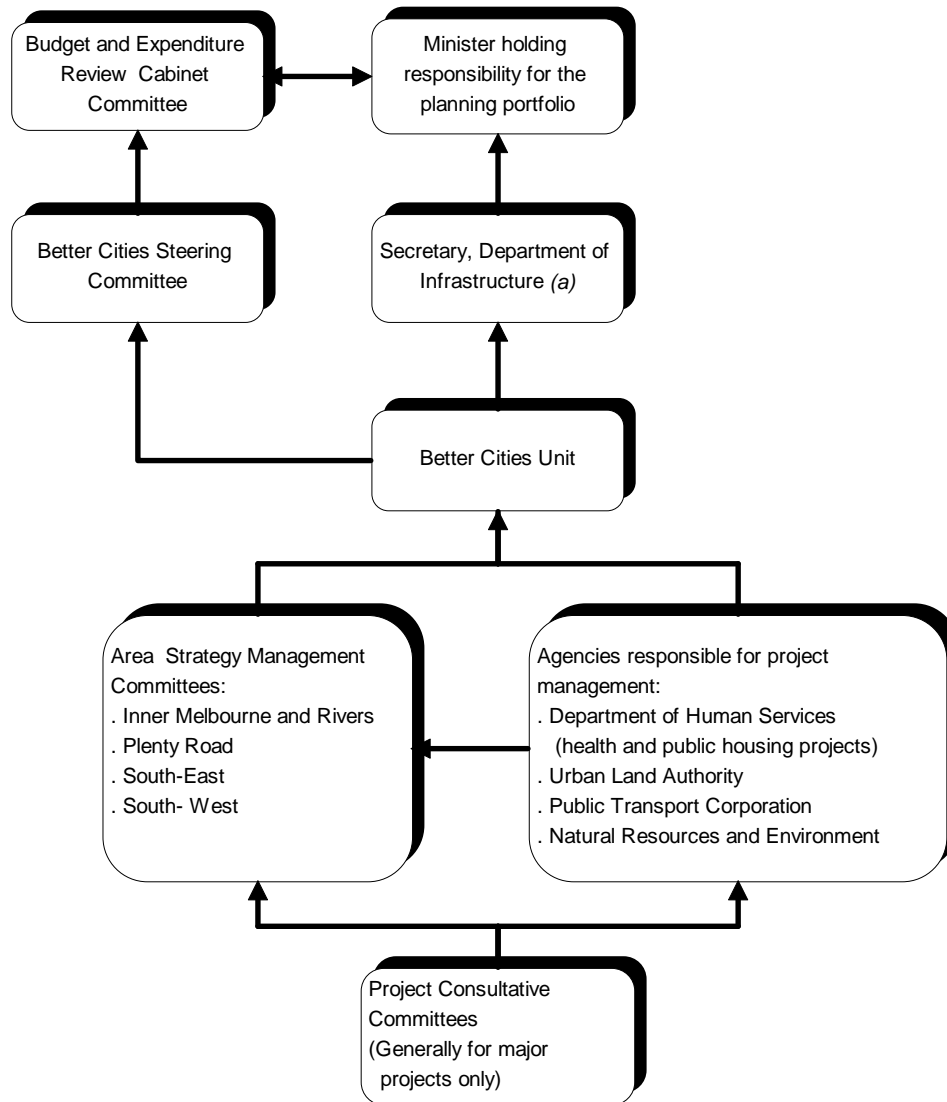 Budget and Expenditure
Review Cabinet
Committee
Minister holding
responsibility for the
planning portfolio
Better Cities Steering
Committee
Secretary, Department of
Infrastructure (a)
Better Cities Unit
Area Strategy Management
Committees:
. Inner Melbourne and Rivers
. Plenty Road
. South-East
. South- West
Agencies responsible for project
management:
. Department of Human Services
(health and public housing projects)
. Urban Land Authority
. Public Transport Corporation
. Natural Resources and Environment
Project Consultative
Committees
(Generally for major
projects only)